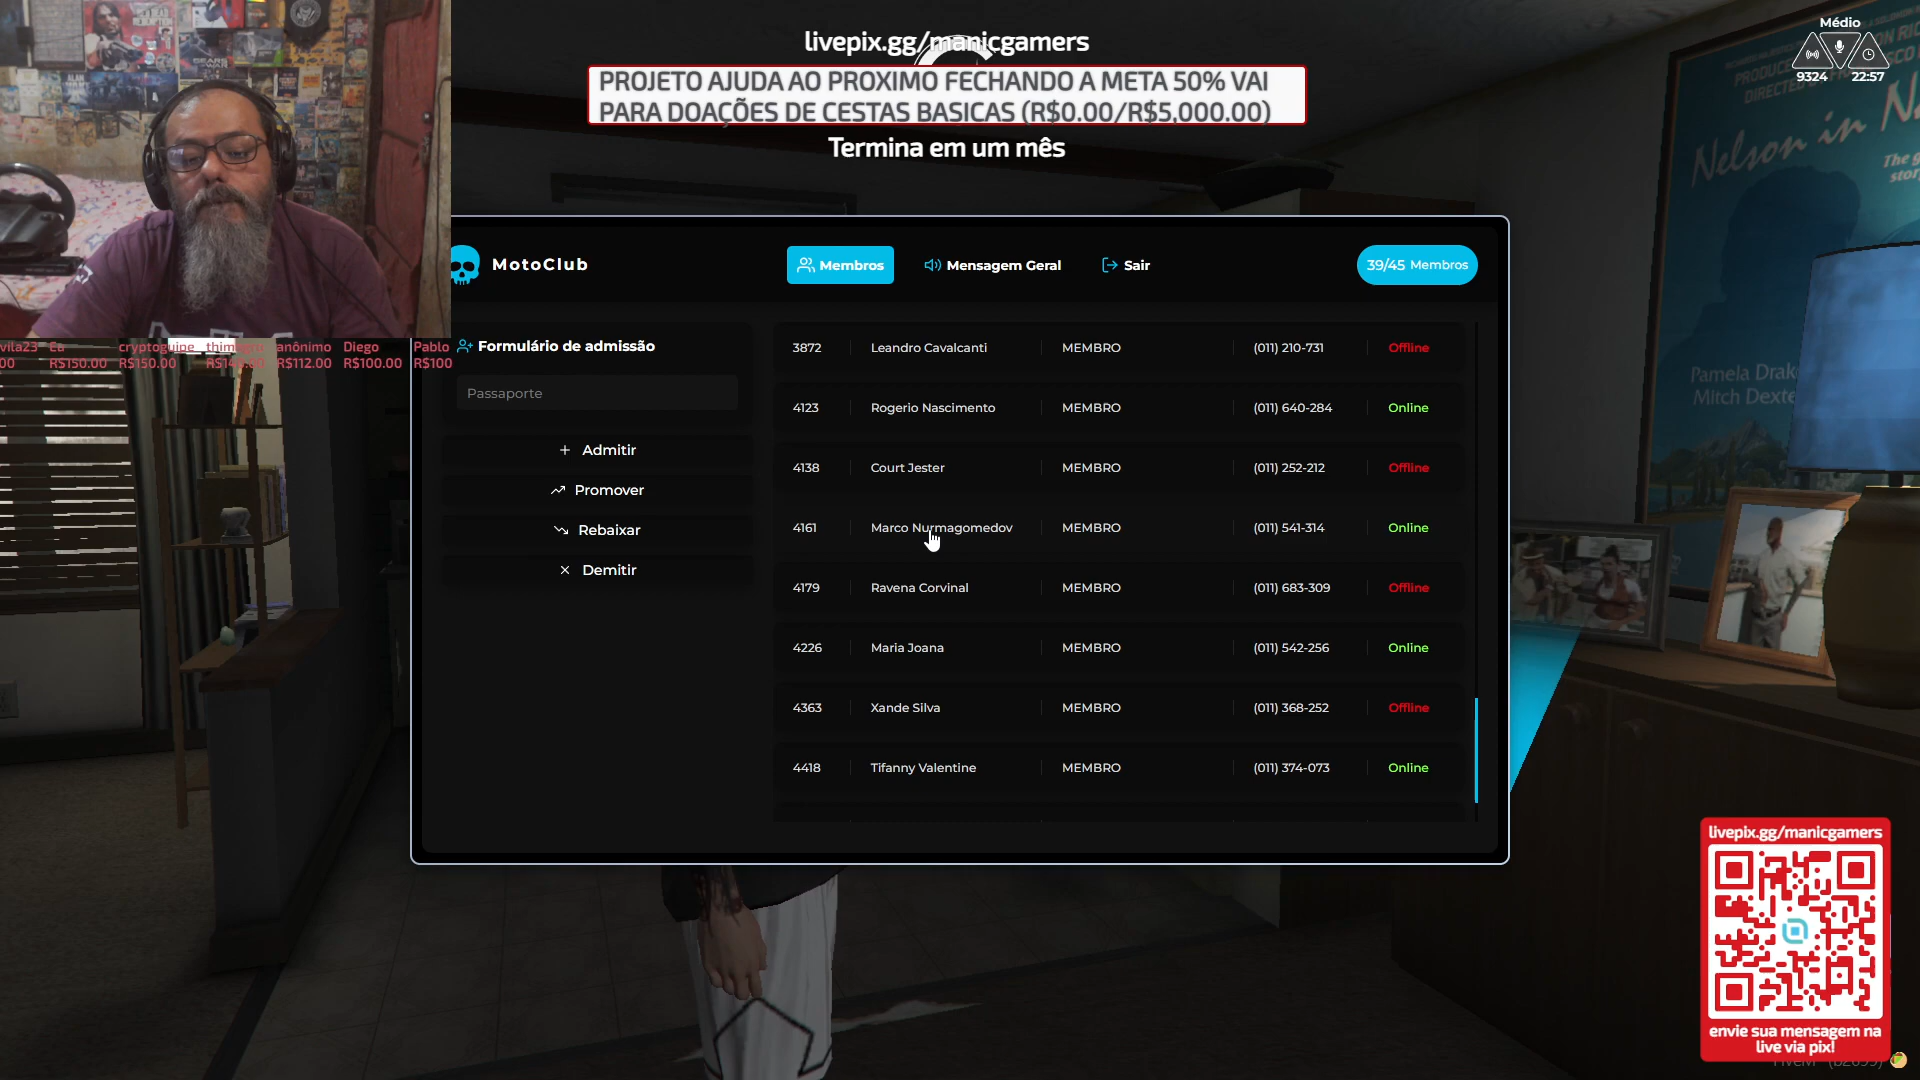 livepix.gg/manicgamers
PROJETO AJUDA AO PROXIMO FECHANDO A META 50% VAI
PARA DOAÇÕES DE CESTAS BASICAS (R$0.00/R$5,000.00)
Termina em um mês
Médio
9324 22:57
MotoClub
Membros
Mensagem Geral
Sair
39/45 Membros
vila23 Ea cryptoguipe anônimo Diego Pablo
00 R$150.00 R$150.00 R$112.00 R$100.00 R$100
Formulário de admissão
Passaporte
Admitir
Promover
Rebaixar
Demitir
3872 Leandro Cavalcanti MEMBRO (011) 210-731 Offline
4123 Rogerio Nascimento MEMBRO (011) 640-284 Online
4138 Court Jester MEMBRO (011) 252-212 Offline
4161 Marco Nurmagomedov MEMBRO (011) 541-314 Online
4179 Ravena Corvinal MEMBRO (011) 683-309 Offline
4226 Maria Joana MEMBRO (011) 542-256 Online
4363 Xande Silva MEMBRO (011) 368-252 Offline
4418 Tifanny Valentine MEMBRO (011) 374-073 Online
Nelson in
The
Pamela Drak
Mitch Dexte
livepix.gg/manicgamers
envie sua mensagem na
live via pix!